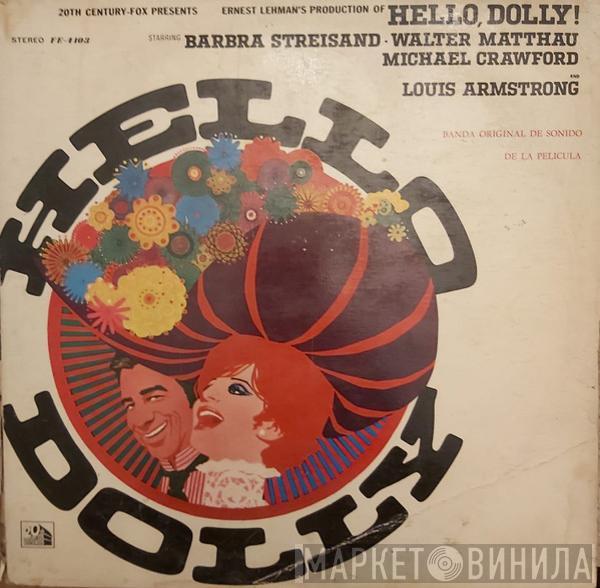 20TH CENTURY-FOX PRESENTS ERNEST LEHMAN'S PRODUCTION OF HELLO, DOLLY!
STEREO FE-4103
STARRING BARBRA STREISAND · WALTER MATTHAU
MICHAEL CRAWFORD
AND
LOUIS ARMSTRONG
BANDA ORIGINAL DE SONIDO
DE LA PELICULA
HELLO
DOLLY
МАРКЕТ ВИНИЛА